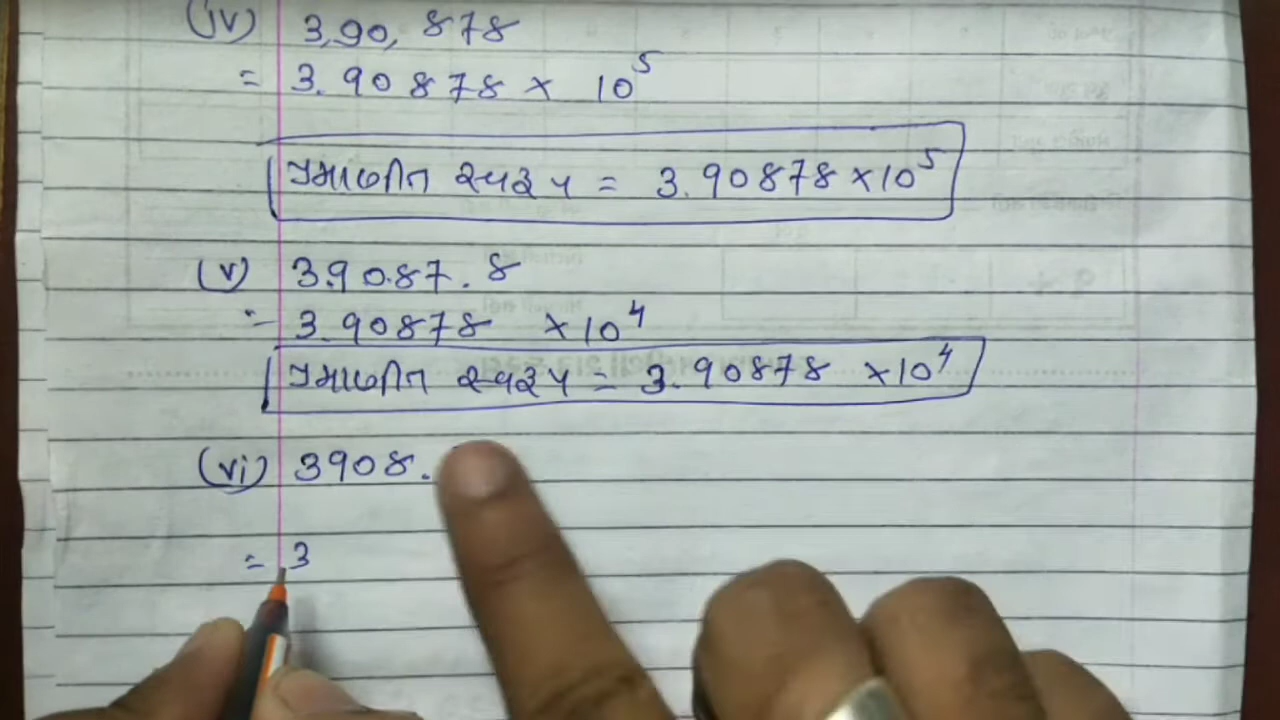 (iv) 3,90,878
= 3.90878 × 10⁵
પ્રમાણિત સ્વરૂપ = 3.90878 × 10⁵
(v) 39087.8
= 3.90878 × 10⁴
પ્રમાણિત સ્વરૂપ = 3.90878 × 10⁴
(vi) 3908.
= 3